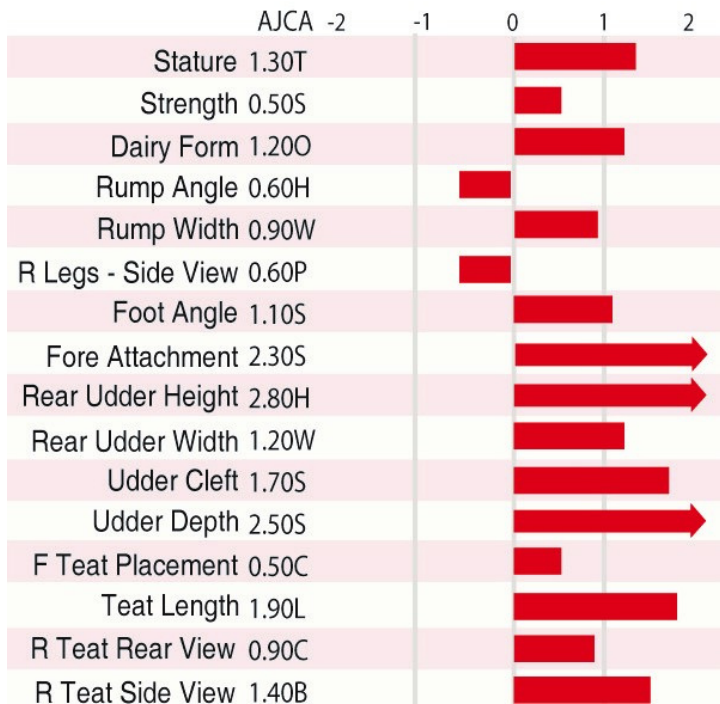 AJCA -2 -1 0 1 2
Stature 1.30T
Strength 0.50S
Dairy Form 1.20O
Rump Angle 0.60H
Rump Width 0.90W
R Legs - Side View 0.60P
Foot Angle 1.10S
Fore Attachment 2.30S
Rear Udder Height 2.80H
Rear Udder Width 1.20W
Udder Cleft 1.70S
Udder Depth 2.50S
F Teat Placement 0.50C
Teat Length 1.90L
R Teat Rear View 0.90C
R Teat Side View 1.40B